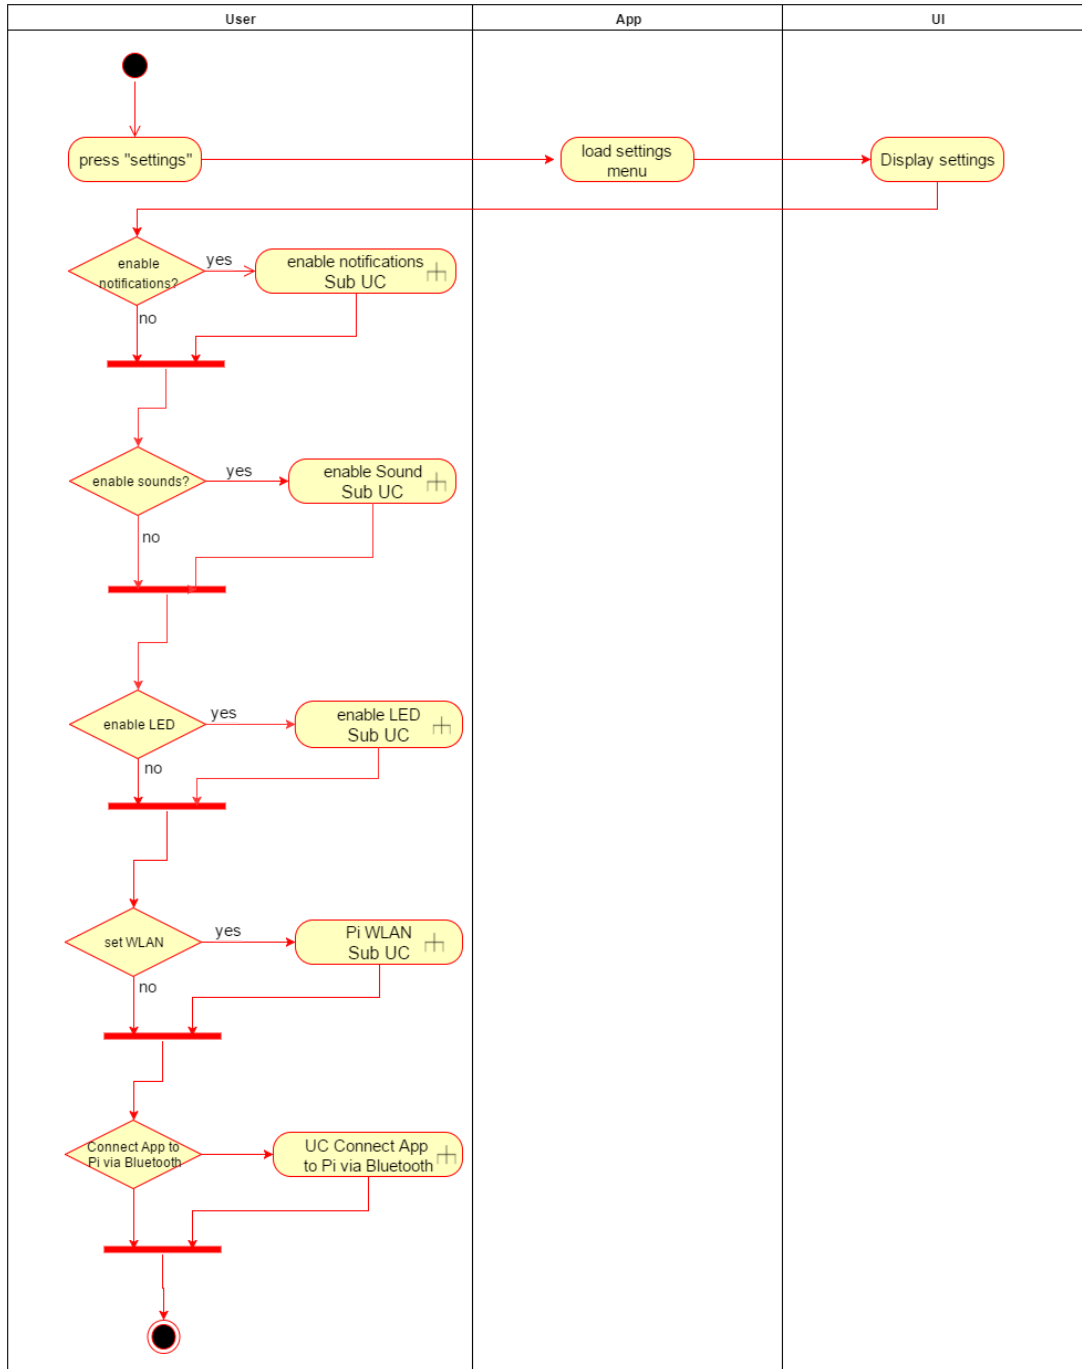 User
App
UI
press "settings"
load settings
menu
Display settings
enable
notifications?
yes
enable notifications
Sub UC
no
enable sounds?
yes
enable Sound
Sub UC
no
enable LED
yes
enable LED
Sub UC
no
set WLAN
yes
Pi WLAN
Sub UC
no
Connect App to
Pi via Bluetooth
UC Connect App
to Pi via Bluetooth